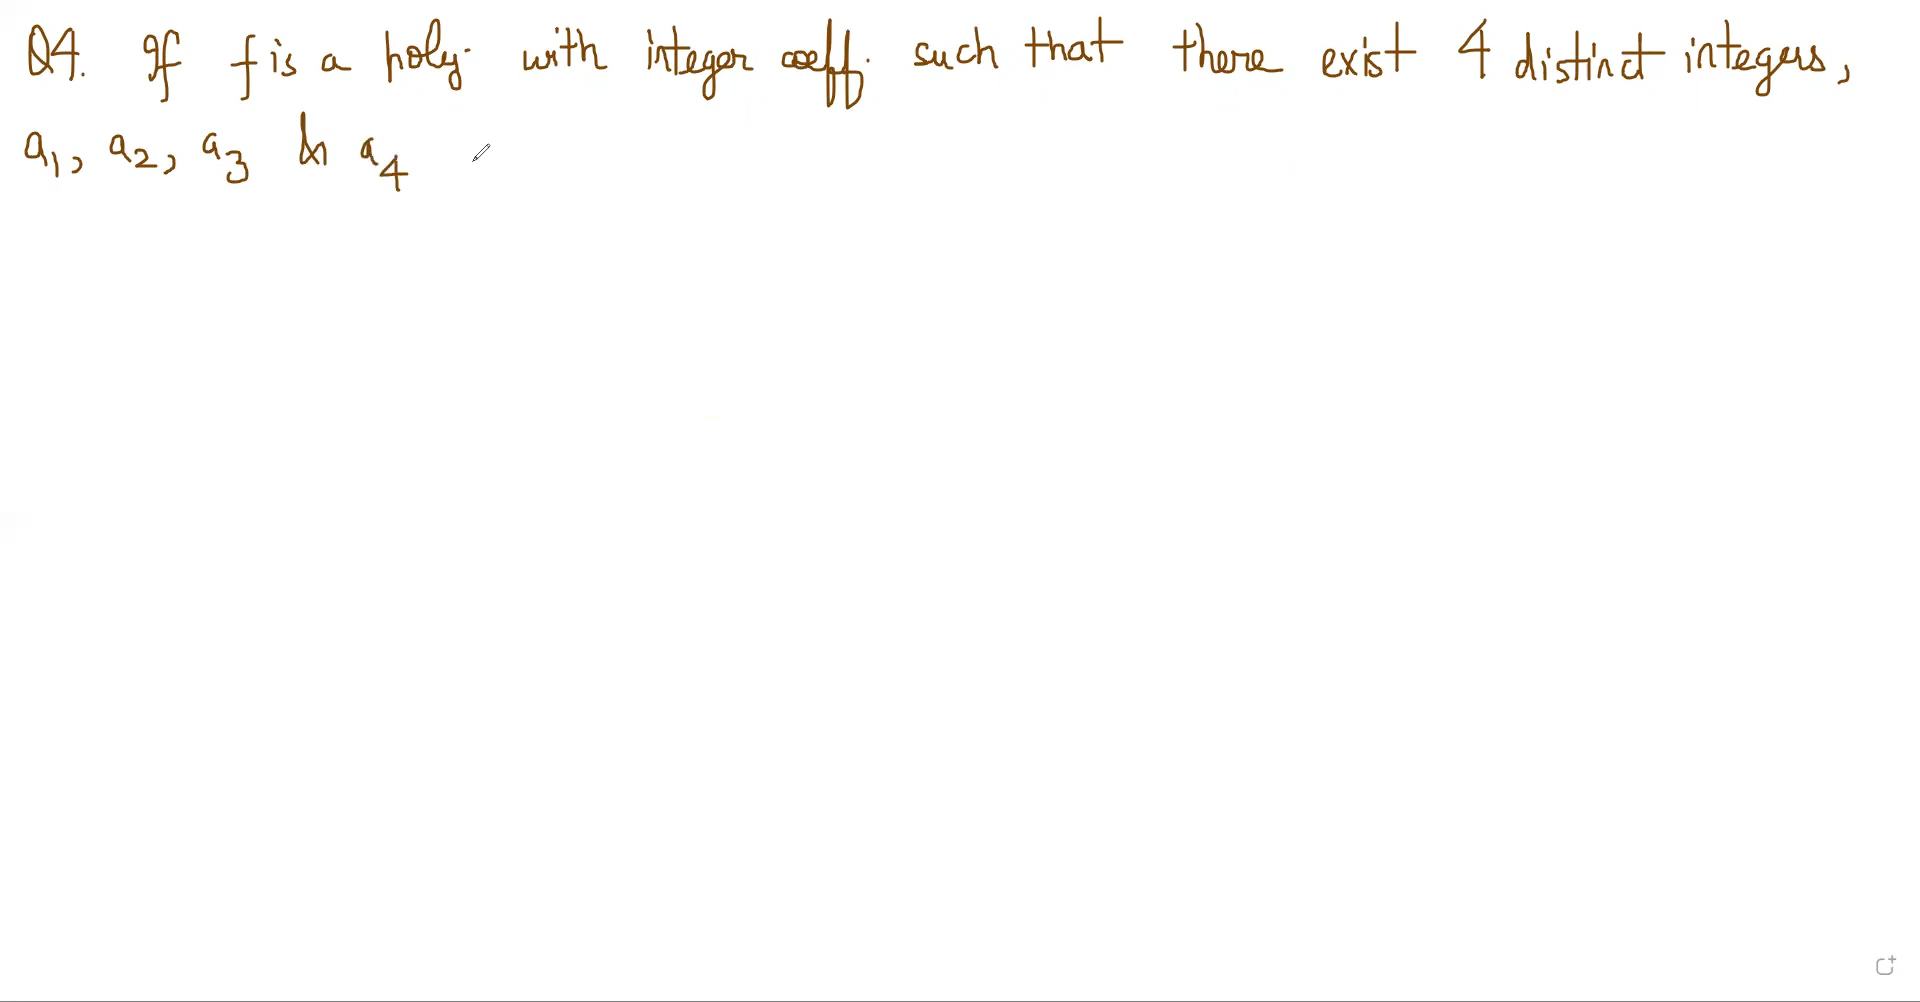 Q4. If f is a poly. with integer coeff. such that there exist 4 distinct integers,
a1, a2, a3 & a4